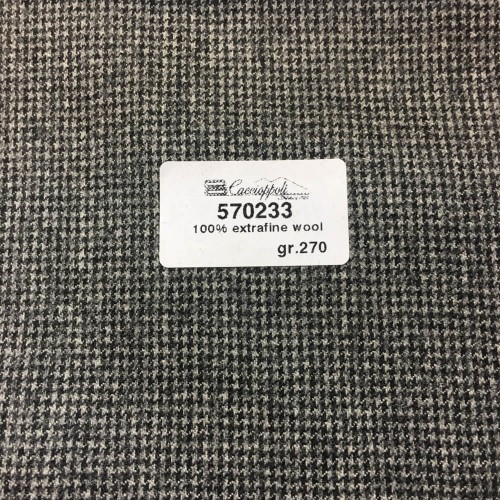 Caccioppoli
570233
100% extrafine wool
gr.270